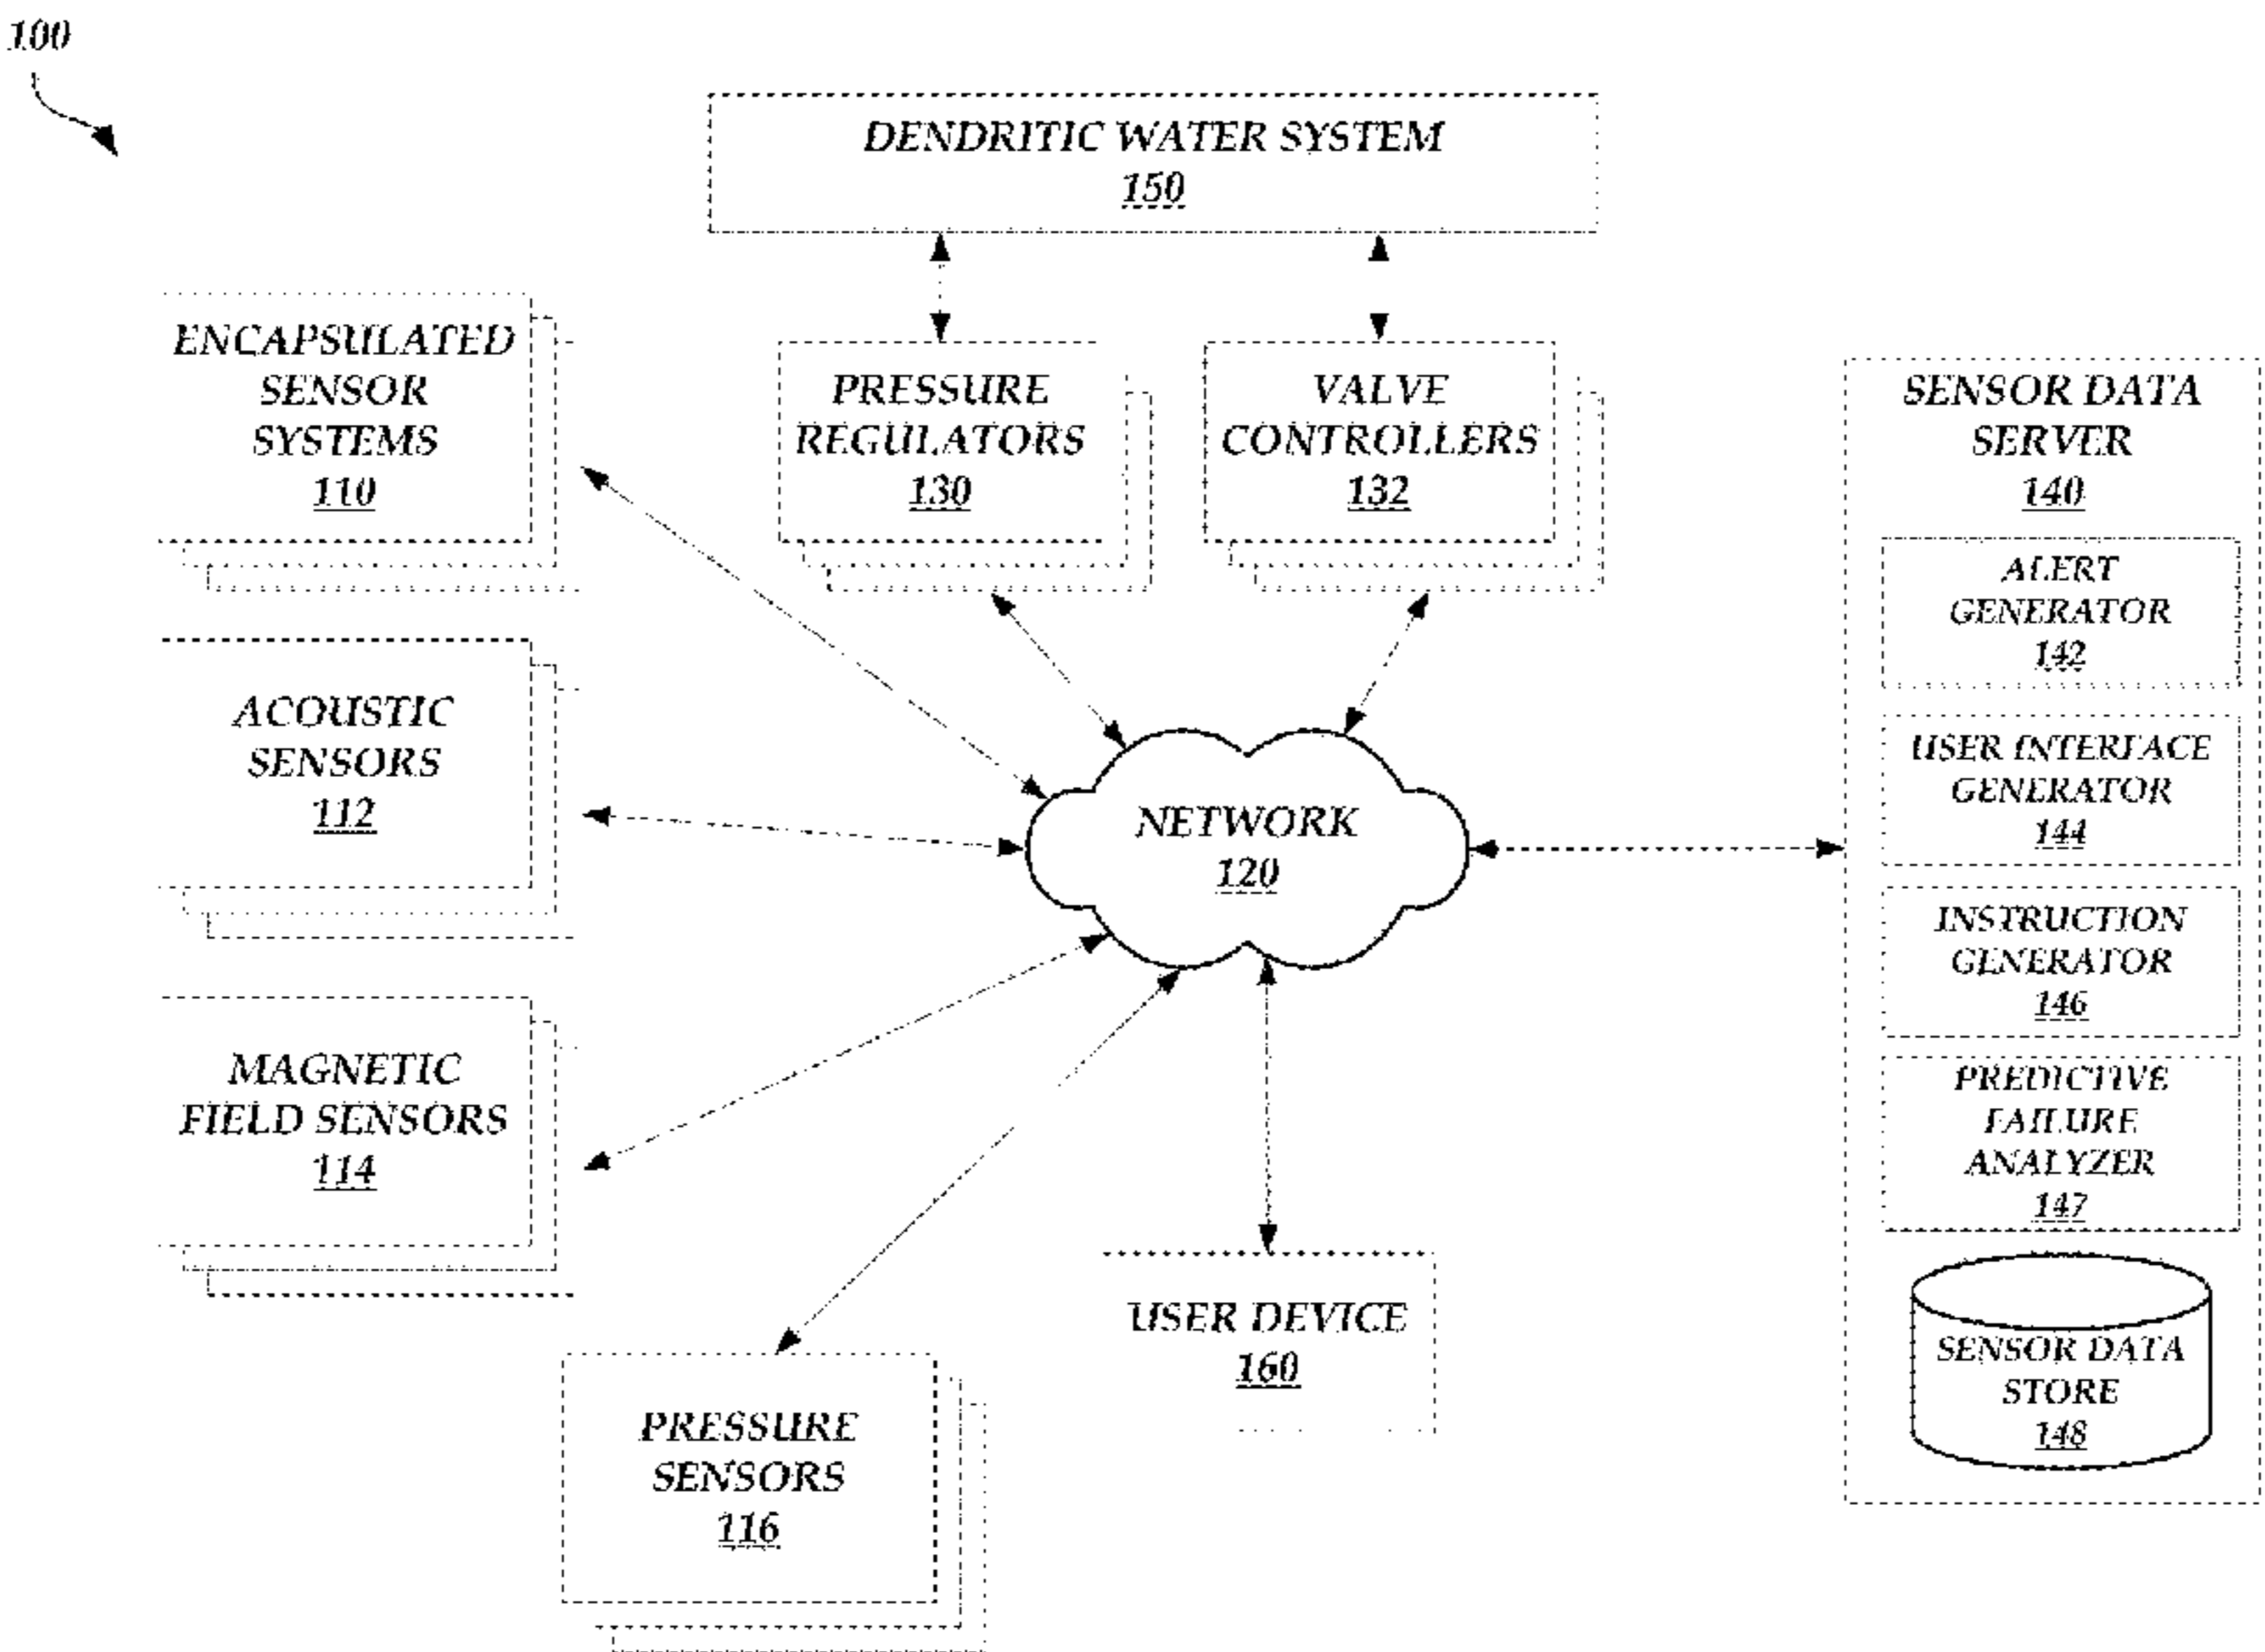 100
DENDRITIC WATER SYSTEM
150
ENCAPSULATED
SENSOR
SYSTEMS
110
PRESSURE
REGULATORS
130
VALVE
CONTROLLERS
132
SENSOR DATA
SERVER
140
ALERT
GENERATOR
142
USER INTERFACE
GENERATOR
144
INSTRUCTION
GENERATOR
146
PREDICTIVE
FAILURE
ANALYZER
147
SENSOR DATA
STORE
148
ACOUSTIC
SENSORS
112
NETWORK
120
MAGNETIC
FIELD SENSORS
114
USER DEVICE
160
PRESSURE
SENSORS
116